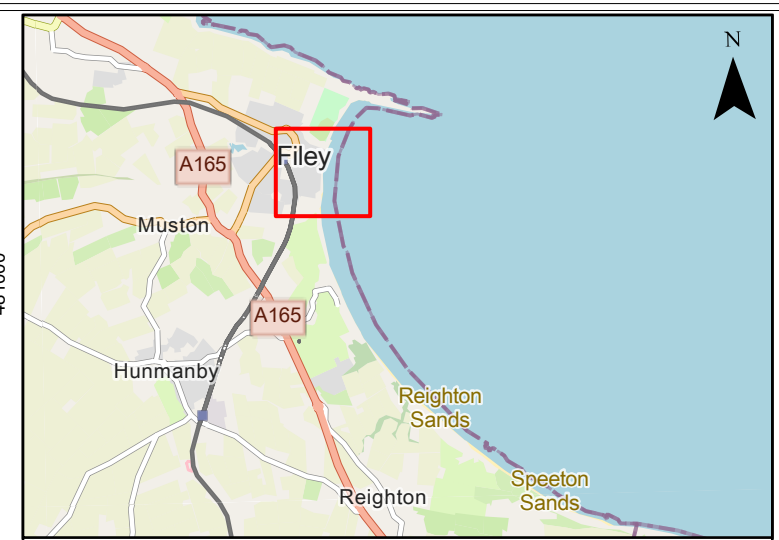 N
Filey
A165
Muston
A165
Hunmanby
Reighton
Sands
Speeton
Sands
Reighton